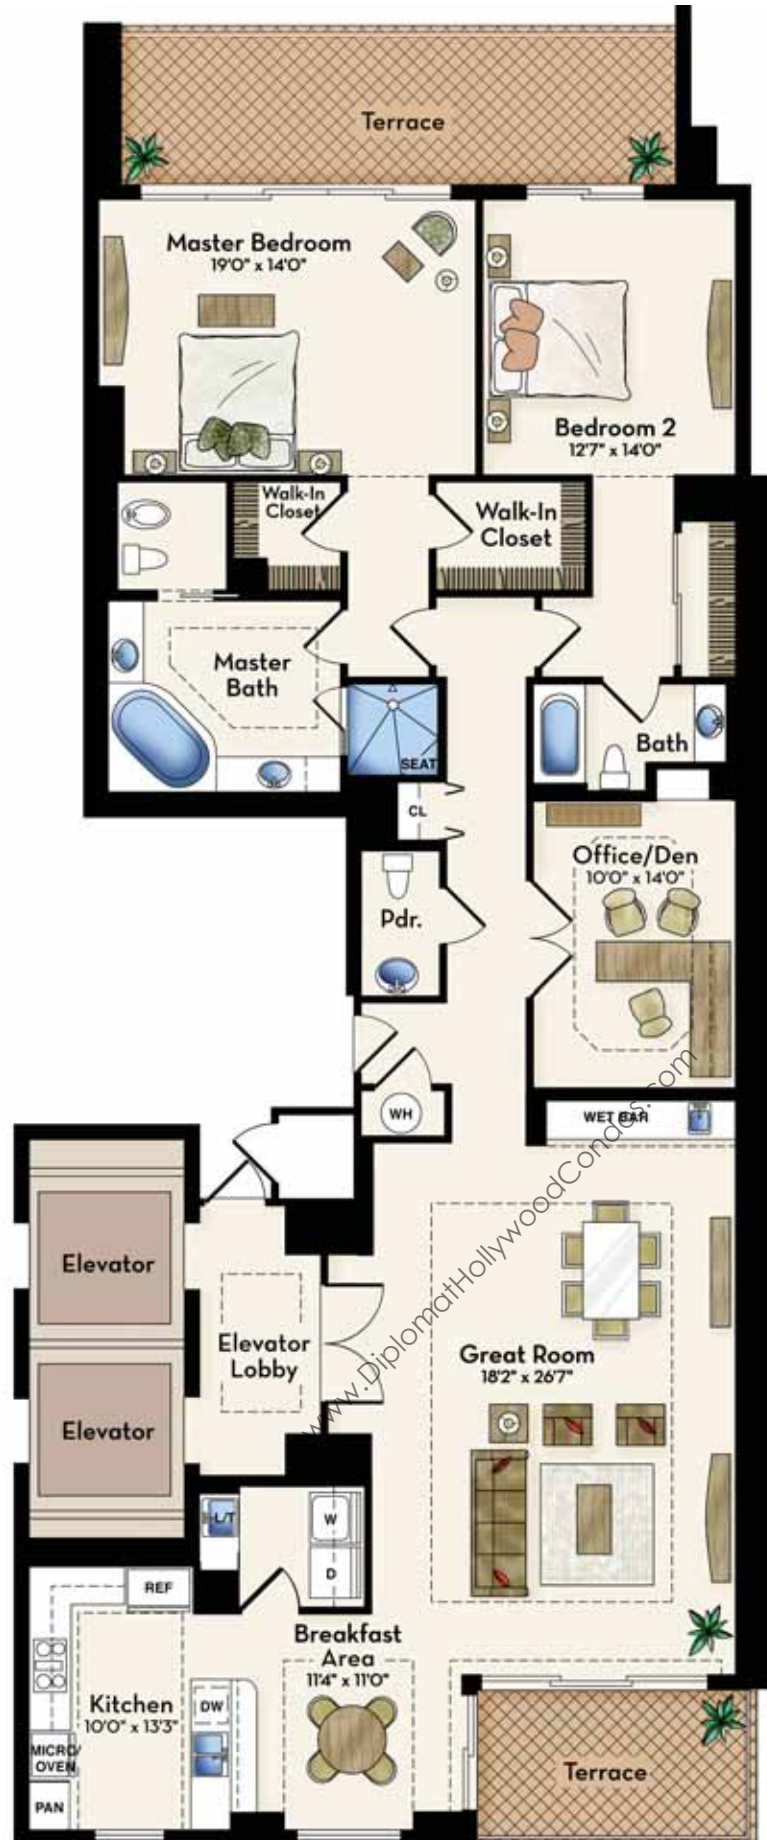 Terrace
Master Bedroom
19'0" x 14'0"
Bedroom 2
12'7" x 14'0"
Walk-In
Closet
Walk-In
Closet
Master
Bath
SEAT
Bath
CL
Office/Den
10'0" x 14'0"
Pdr.
WH
WET BAR
www.DiplomatHollywoodCondos.com
Elevator
Elevator
Lobby
Great Room
18'2" x 26'7"
Elevator
L/T
W
D
REF
Breakfast
Area
11'4" x 11'0"
Kitchen
10'0" x 13'3"
DW
MICRO/
OVEN
PAN
Terrace